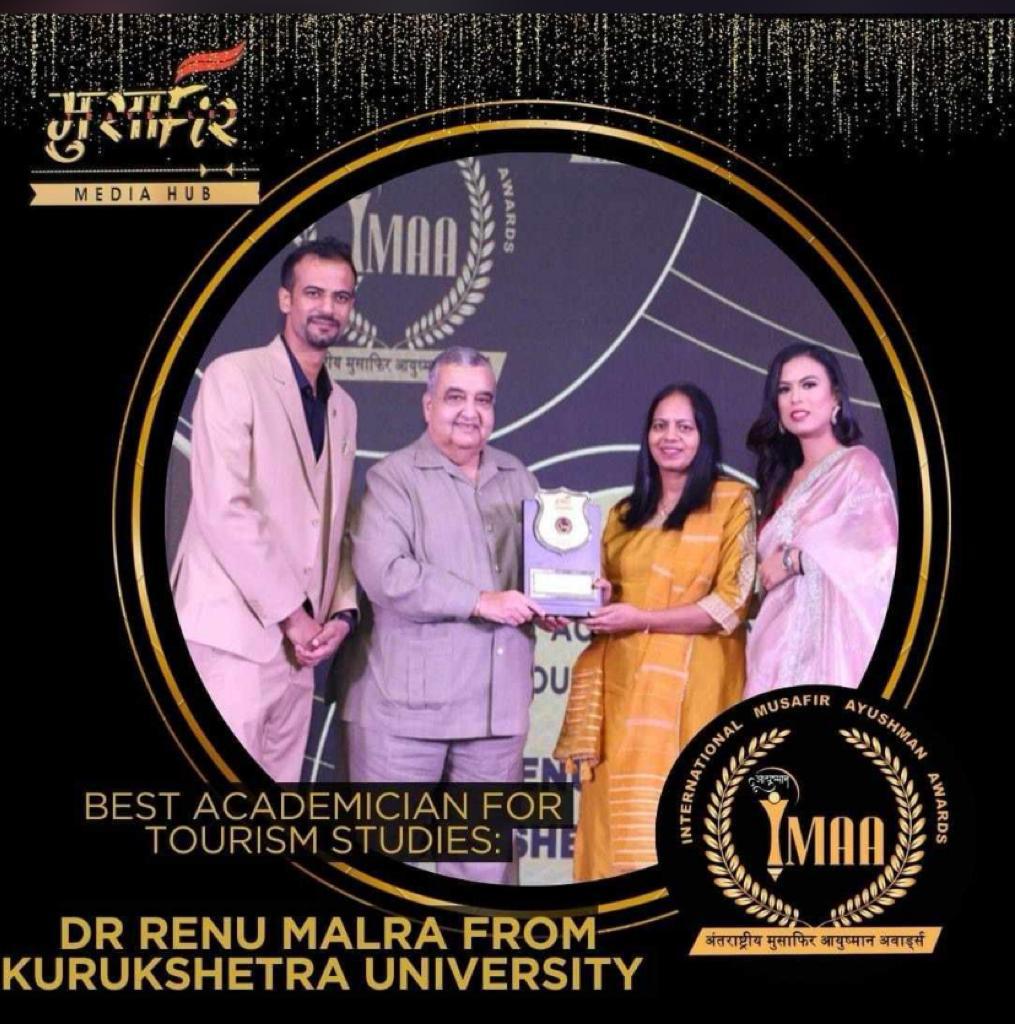 मुसाफिर
MEDIA HUB
AWARDS
IMAA
BEST ACADEMICIAN FOR
TOURISM STUDIES:
DR RENU MALRA FROM
KURUKSHETRA UNIVERSITY
INTERNATIONAL MUSAFIR AYUSHMAN AWARDS
आयुष्मान
IMAA
अंतराष्ट्रीय मुसाफिर आयुष्मान अवार्ड्स